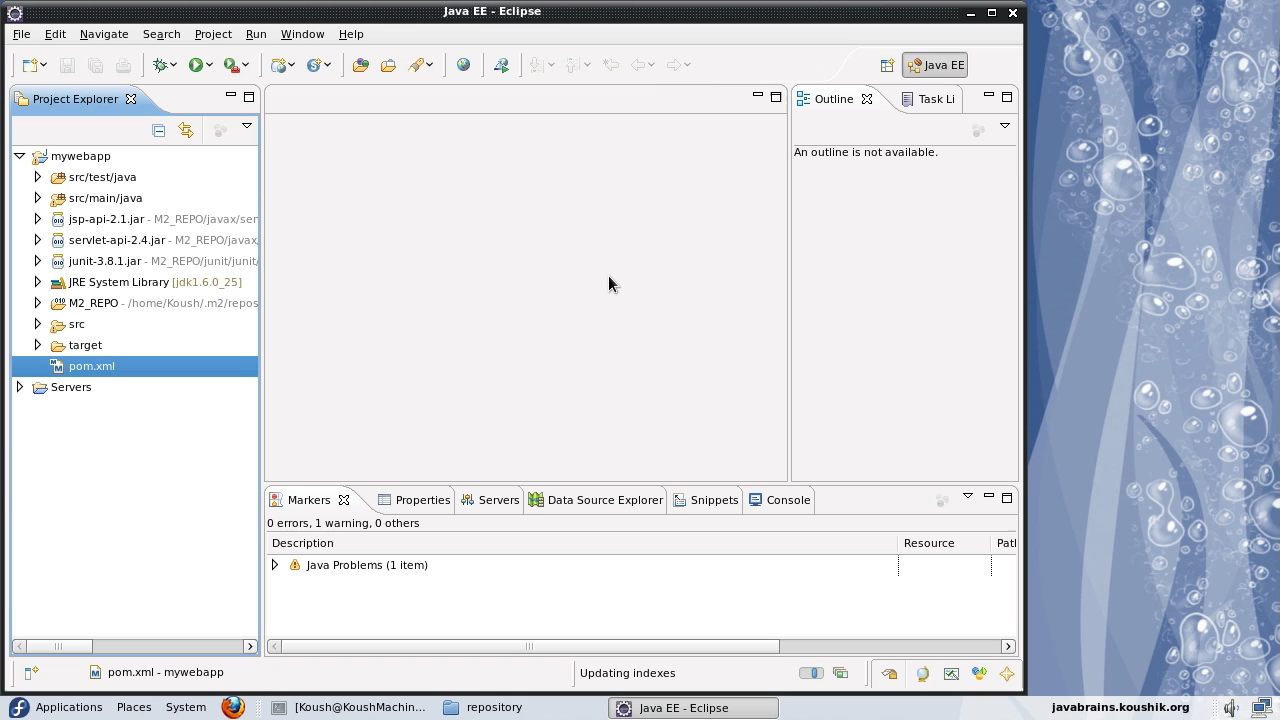 Java EE - Eclipse
File Edit Navigate Search Project Run Window Help
Java EE
Project Explorer
mywebapp
src/test/java
src/main/java
jsp-api-2.1.jar - M2_REPO/javax/ser
servlet-api-2.4.jar - M2_REPO/javax,
junit-3.8.1.jar - M2_REPO/junit/junit/
JRE System Library [jdk1.6.0_25]
M2_REPO - /home/Koush/.m2/repos
src
target
pom.xml
Servers
Outline Task Li
An outline is not available.
Markers Properties Servers Data Source Explorer Snippets Console
0 errors, 1 warning, 0 others
Description Resource Path
Java Problems (1 item)
pom.xml - mywebapp Updating indexes
Applications Places System [Koush@KoushMachin... repository Java EE - Eclipse javabrains.koushik.org